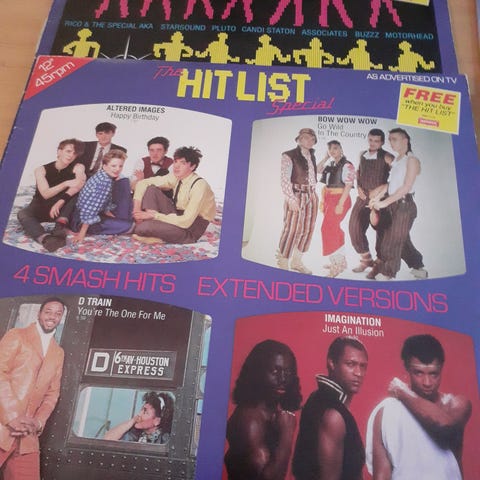 RICO & THE SPECIAL AKA STARSOUND PLUTO CANDI STATON ASSOCIATES BUZZZ MOTORHEAD
12"
45rpm
The
HIT LIST
Special
AS ADVERTISED ON TV
FREE
when you buy
"THE HIT LIST"
ALTERED IMAGES
Happy Birthday
BOW WOW WOW
Go Wild
In The Country
4 SMASH HITS EXTENDED VERSIONS
D TRAIN
You're The One For Me
D
6TH AV-HOUSTON
EXPRESS
IMAGINATION
Just An Illusion